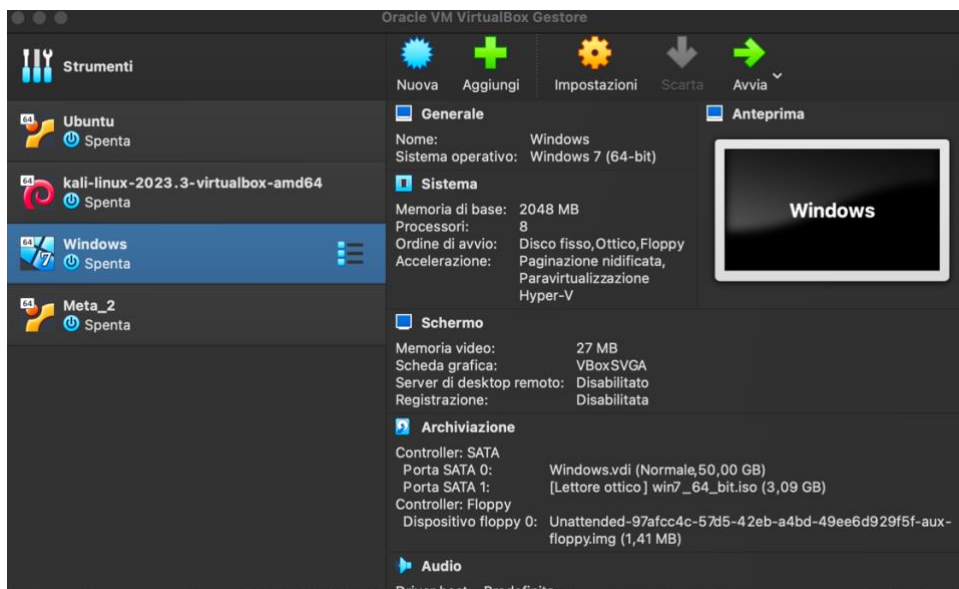 Oracle VM VirtualBox Gestore
Strumenti
64
Ubuntu
Spenta
64
kali-linux-2023.3-virtualbox-amd64
Spenta
64
7
Windows
Spenta
64
Meta_2
Spenta
Nuova
Aggiungi
Impostazioni
Scarta
Avvia
Generale
Nome: Windows
Sistema operativo: Windows 7 (64-bit)
Anteprima
Windows
Sistema
Memoria di base: 2048 MB
Processori: 8
Ordine di avvio: Disco fisso,Ottico,Floppy
Accelerazione: Paginazione nidificata,
Paravirtualizzazione
Hyper-V
Schermo
Memoria video: 27 MB
Scheda grafica: VBoxSVGA
Server di desktop remoto: Disabilitato
Registrazione: Disabilitata
Archiviazione
Controller: SATA
Porta SATA 0: Windows.vdi (Normale,50,00 GB)
Porta SATA 1: [Lettore ottico] win7_64_bit.iso (3,09 GB)
Controller: Floppy
Dispositivo floppy 0: Unattended-97afcc4c-57d5-42eb-a4bd-49ee6d929f5f-aux-
floppy.img (1,41 MB)
Audio